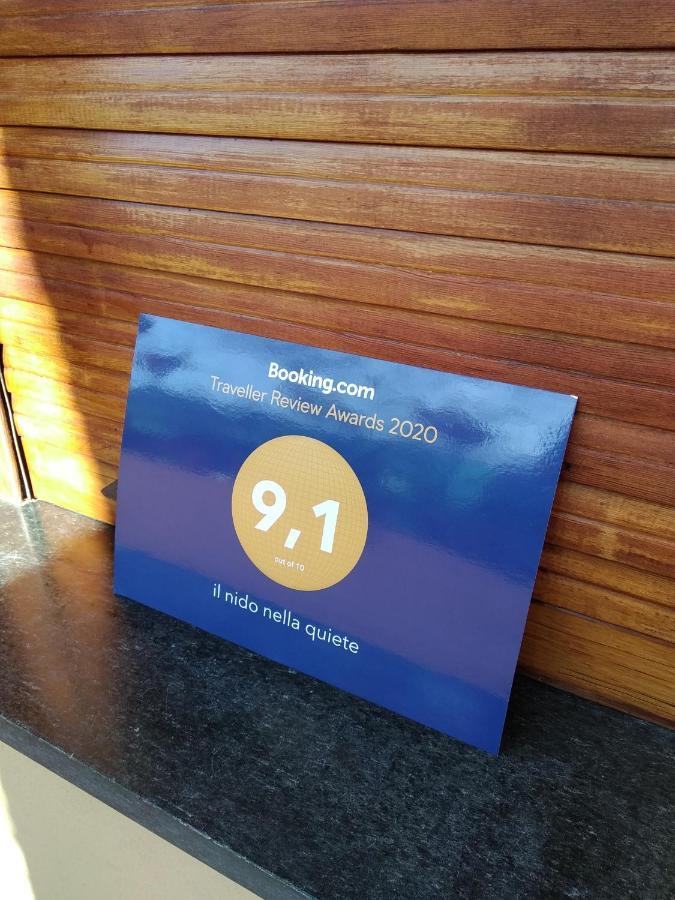 Booking.com
Traveller Review Awards 2020
9,1
out of 10
il nido nella quiete